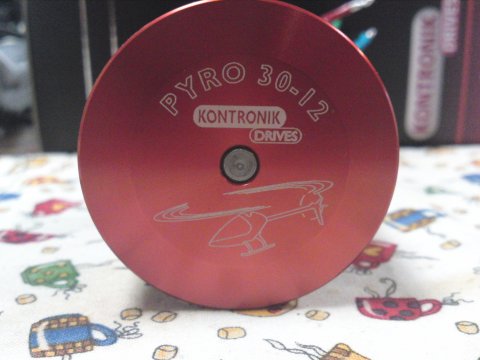 PYRO 30-12
KONTRONIK
DRIVES
KONTRONIK
DRIVES